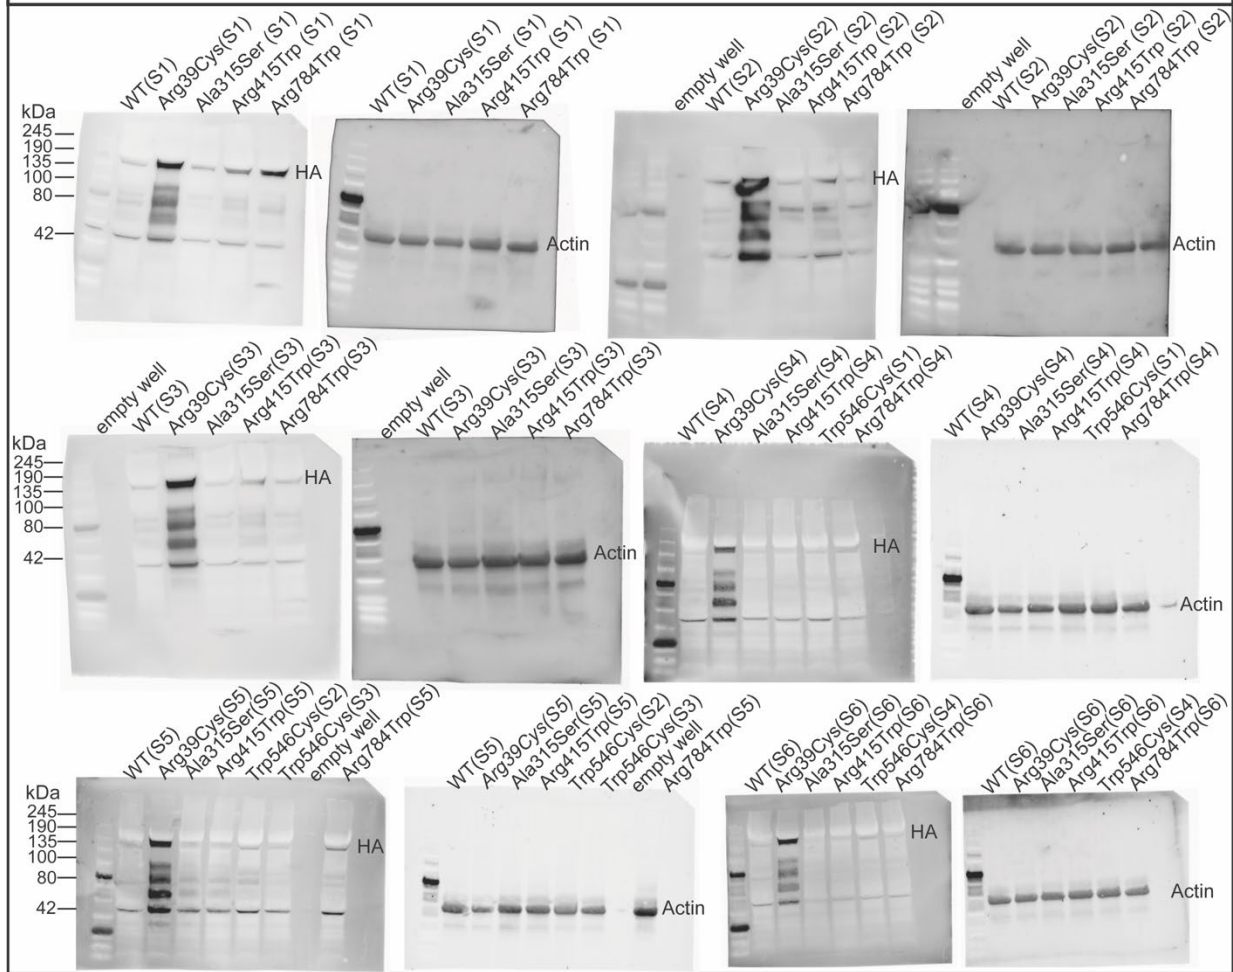 WT(S1)
Arg39Cys(S1)
Ala315Ser (S1)
Arg415Trp (S1)
Arg784Trp (S1)
WT(S1)
Arg39Cys(S1)
Ala315Ser (S1)
Arg415Trp (S1)
Arg784Trp (S1)
empty well
WT(S2)
Arg39Cys(S2)
Ala315Ser (S2)
Arg415Trp (S2)
Arg784Trp (S2)
empty well
WT(S2)
Arg39Cys(S2)
Ala315Ser (S2)
Arg415Trp (S2)
Arg784Trp (S2)
kDa
245
190
135
100
80
42
HA
Actin
HA
Actin
empty well
WT(S3)
Arg39Cys(S3)
Ala315Ser(S3)
Arg415Trp(S3)
Arg784Trp(S3)
empty well
WT(S3)
Arg39Cys(S3)
Ala315Ser(S3)
Arg415Trp(S3)
Arg784Trp(S3)
WT(S4)
Arg39Cys(S4)
Ala315Ser(S4)
Arg415Trp(S4)
Trp546Cys(S1)
Arg784Trp(S4)
WT(S4)
Arg39Cys(S4)
Ala315Ser(S4)
Arg415Trp(S4)
Trp546Cys(S1)
Arg784Trp(S4)
kDa
245
190
135
100
80
42
HA
Actin
HA
Actin
WT(S5)
Arg39Cys(S5)
Ala315Ser(S5)
Arg415Trp(S5)
Trp546Cys(S2)
Trp546Cys(S3)
empty well
Arg784Trp(S5)
WT(S5)
Arg39Cys(S5)
Ala315Ser(S5)
Arg415Trp(S5)
Trp546Cys(S2)
Trp546Cys(S3)
empty well
Arg784Trp(S5)
WT(S6)
Arg39Cys(S6)
Ala315Ser(S6)
Arg415Trp(S6)
Trp546Cys(S4)
Arg784Trp(S6)
WT(S6)
Arg39Cys(S6)
Ala315Ser(S6)
Arg415Trp(S6)
Trp546Cys(S4)
Arg784Trp(S6)
kDa
245
190
135
100
80
42
HA
Actin
HA
Actin